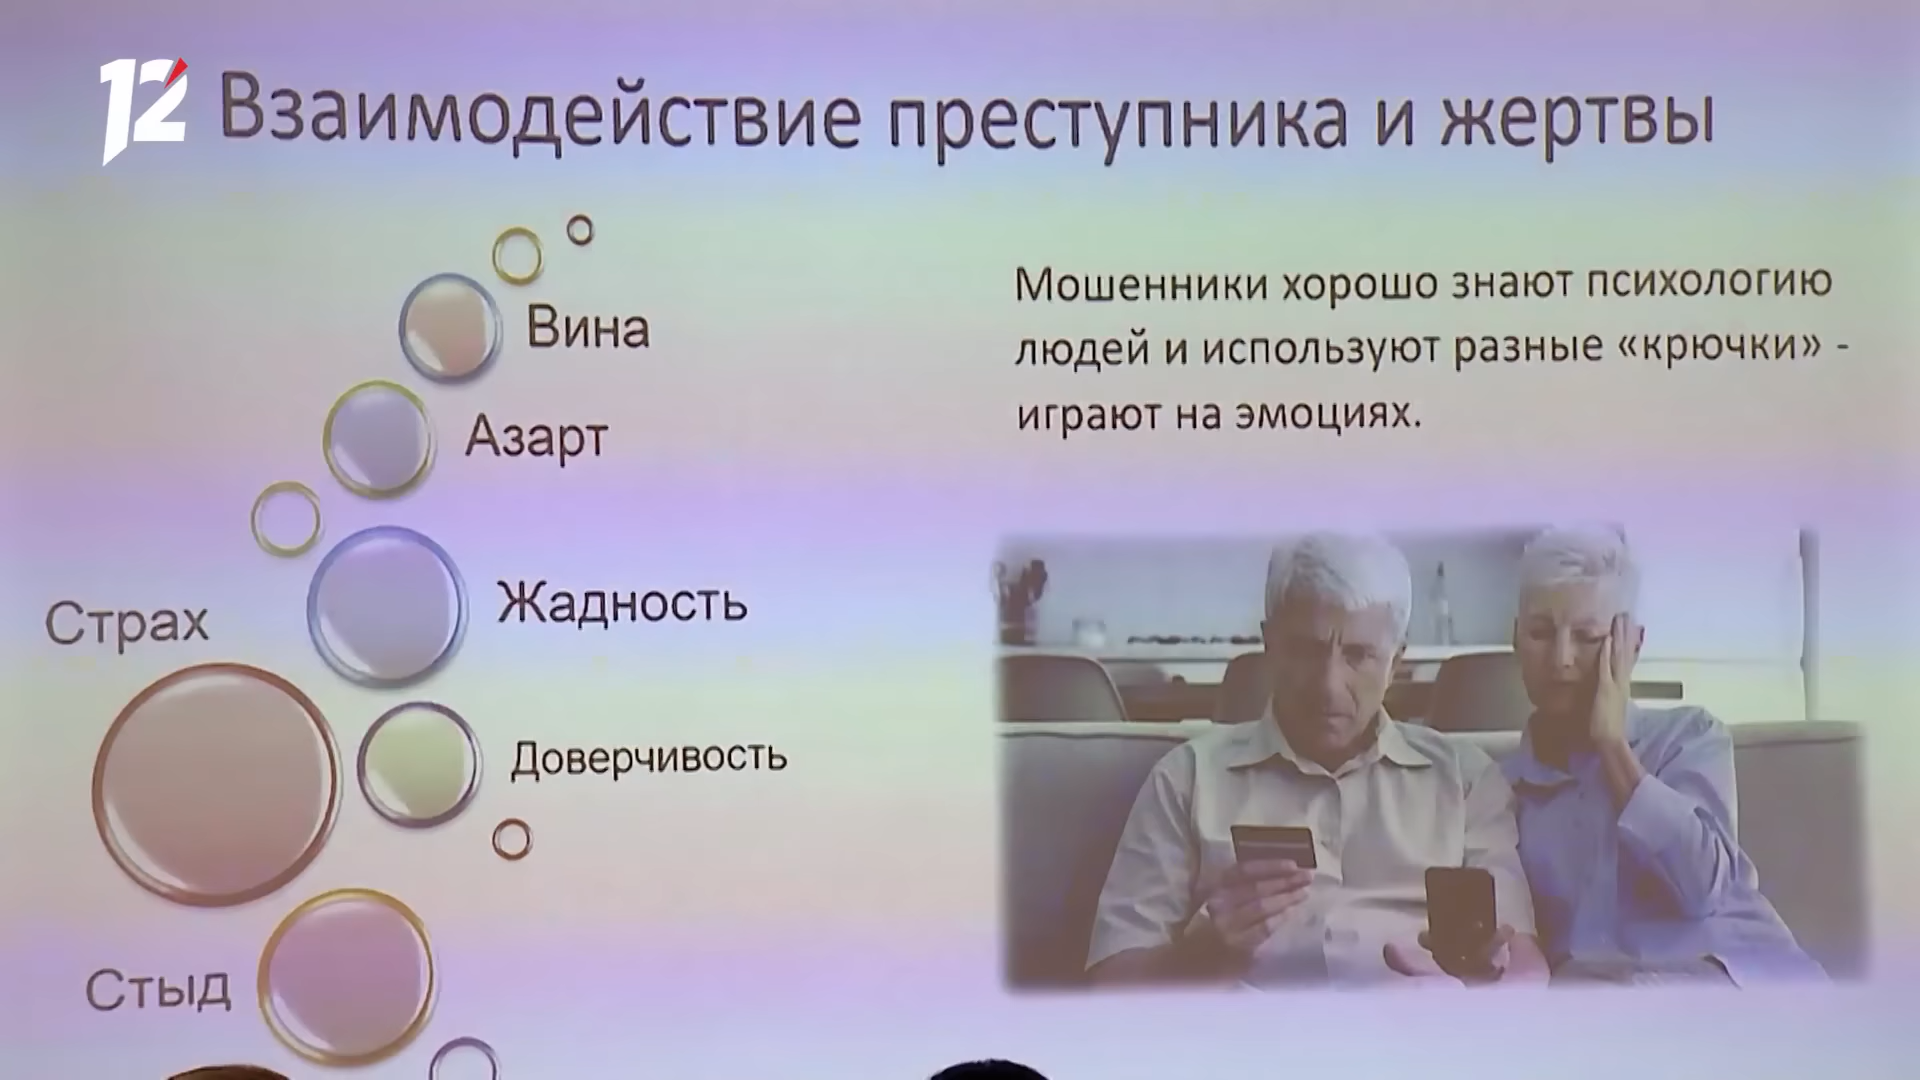 12
Взаимодействие преступника и жертвы
Вина
Азарт
Жадность
Страх
Доверчивость
Стыд
Мошенники хорошо знают психологию
людей и используют разные «крючки» -
играют на эмоциях.